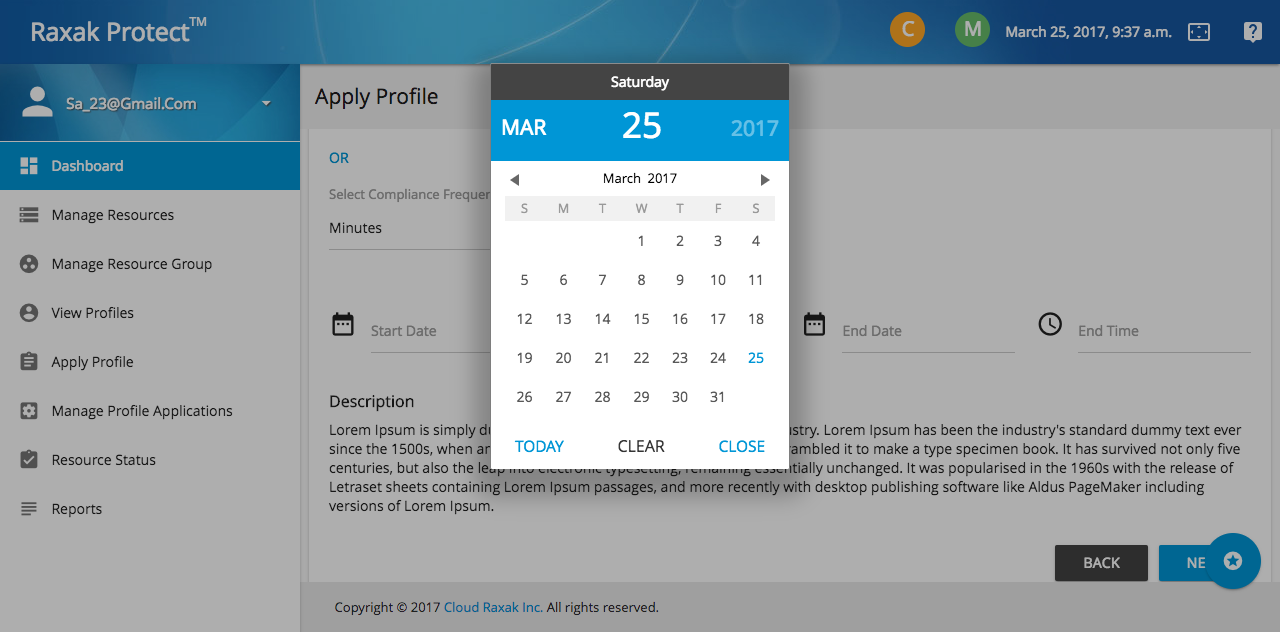 Raxak Protect™
C
M
March 25, 2017, 9:37 a.m.
Sa_23@Gmail.Com
Dashboard
Manage Resources
Manage Resource Group
View Profiles
Apply Profile
Manage Profile Applications
Resource Status
Reports
Apply Profile
OR
Select Compliance Frequen
Minutes
Start Date
End Date
End Time
Saturday
MAR
25
2017
March 2017
S M T W T F S
1 2 3 4
5 6 7 8 9 10 11
12 13 14 15 16 17 18
19 20 21 22 23 24 25
26 27 28 29 30 31
TODAY CLEAR CLOSE
Description
Lorem Ipsum is simply du stry. Lorem Ipsum has been the industry's standard dummy text ever
since the 1500s, when an rambled it to make a type specimen book. It has survived not only five
centuries, but also the leap into electronic typesetting, remaining essentially unchanged. It was popularised in the 1960s with the release of
Letraset sheets containing Lorem Ipsum passages, and more recently with desktop publishing software like Aldus PageMaker including
versions of Lorem Ipsum.
BACK
NE
Copyright © 2017 Cloud Raxak Inc. All rights reserved.